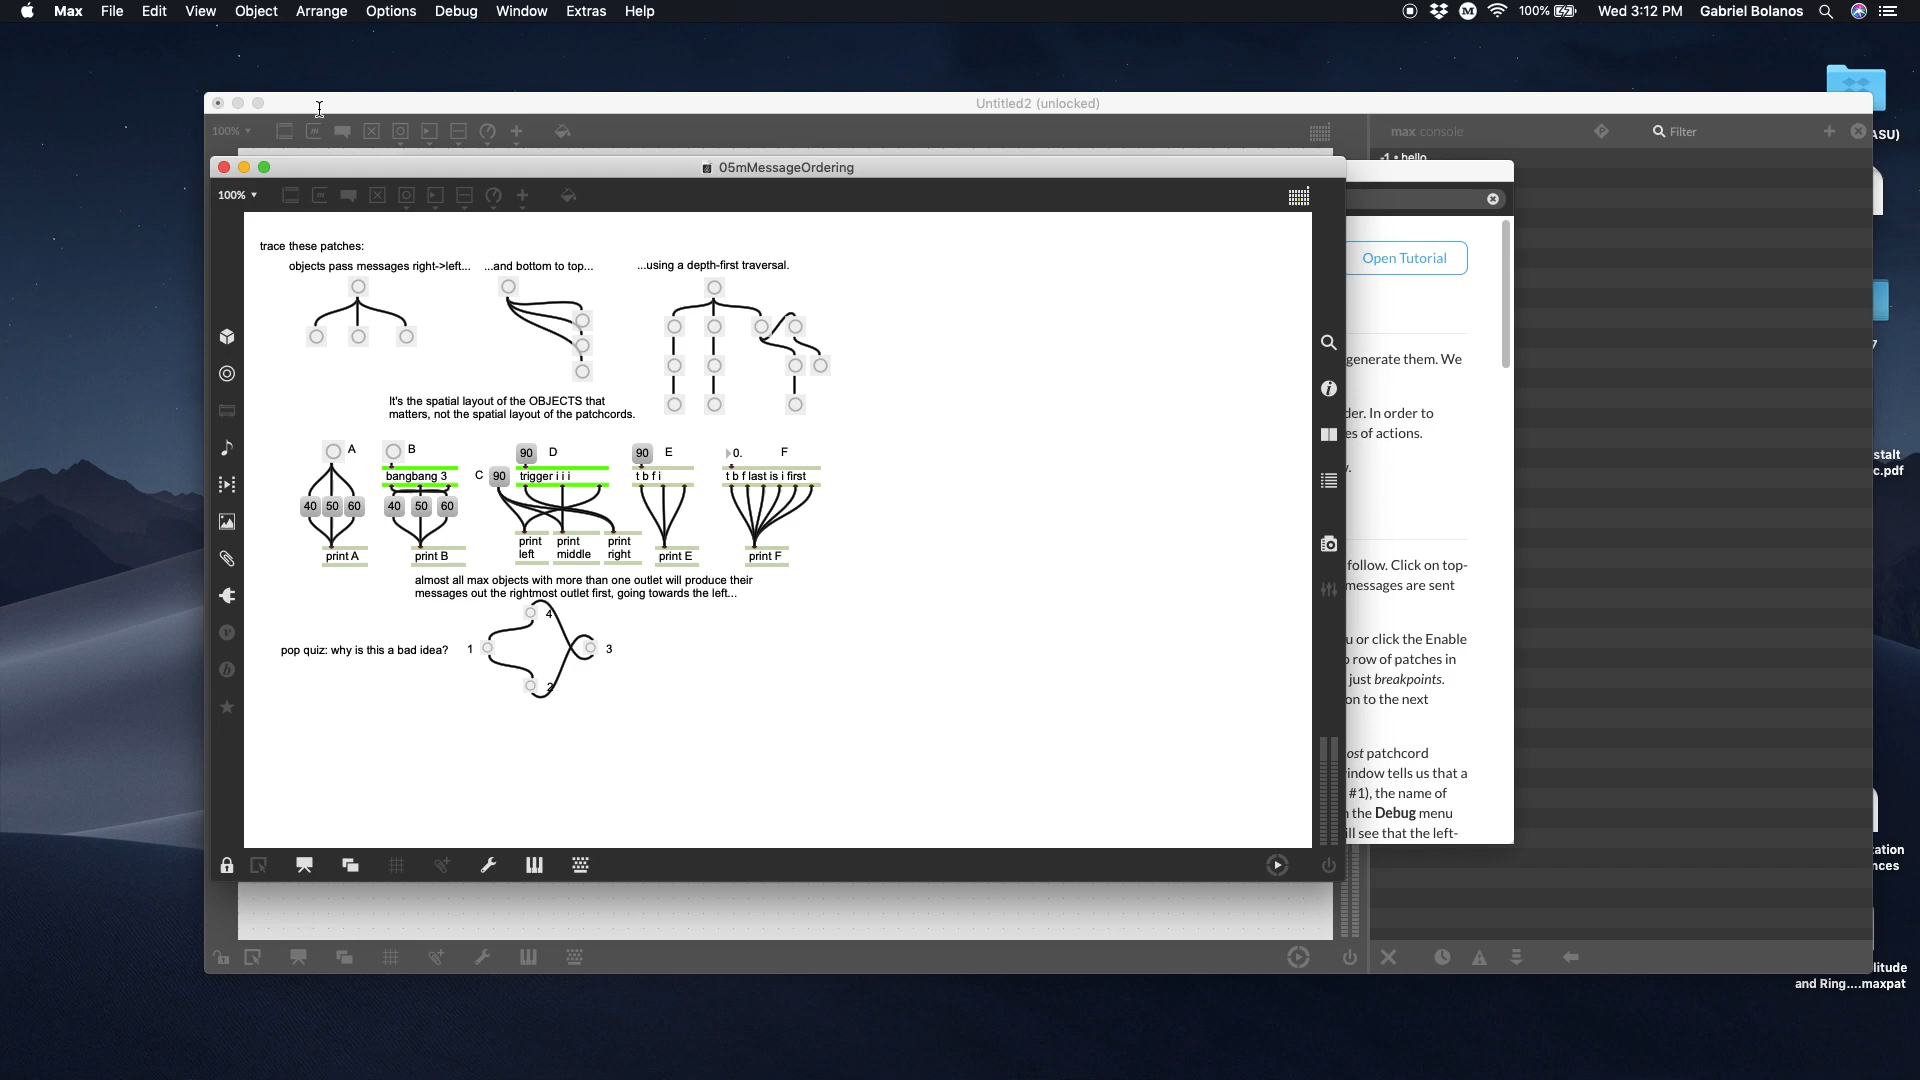 Max File Edit View Object Arrange Options Debug Window Extras Help
M 100% Wed 3:12 PM Gabriel Bolanos
Untitled2 (unlocked)
100% m max console P Filter
ASU)
-1 • hello
05mMessageOrdering
100%
trace these patches:
objects pass messages right->left... ...and bottom to top... ...using a depth-first traversal.
It's the spatial layout of the OBJECTS that
matters, not the spatial layout of the patchcords.
A B 90 D 90 E 0. F
bangbang 3 C 90 trigger i i i t b f i t b f last is i first
40 50 60 40 50 60
print A print B print left print middle print right print E print F
almost all max objects with more than one outlet will produce their
messages out the rightmost outlet first, going towards the left...
4
pop quiz: why is this a bad idea? 1 3
2
Open Tutorial
generate them. We
der. In order to
es of actions.
follow. Click on top-
messages are sent
u or click the Enable
row of patches in
just breakpoints.
on to the next
ost patchcord
indow tells us that a
#1), the name of
the Debug menu
ill see that the left-
7
stalt
c.pdf
ation
nces
litude
and Ring....maxpat